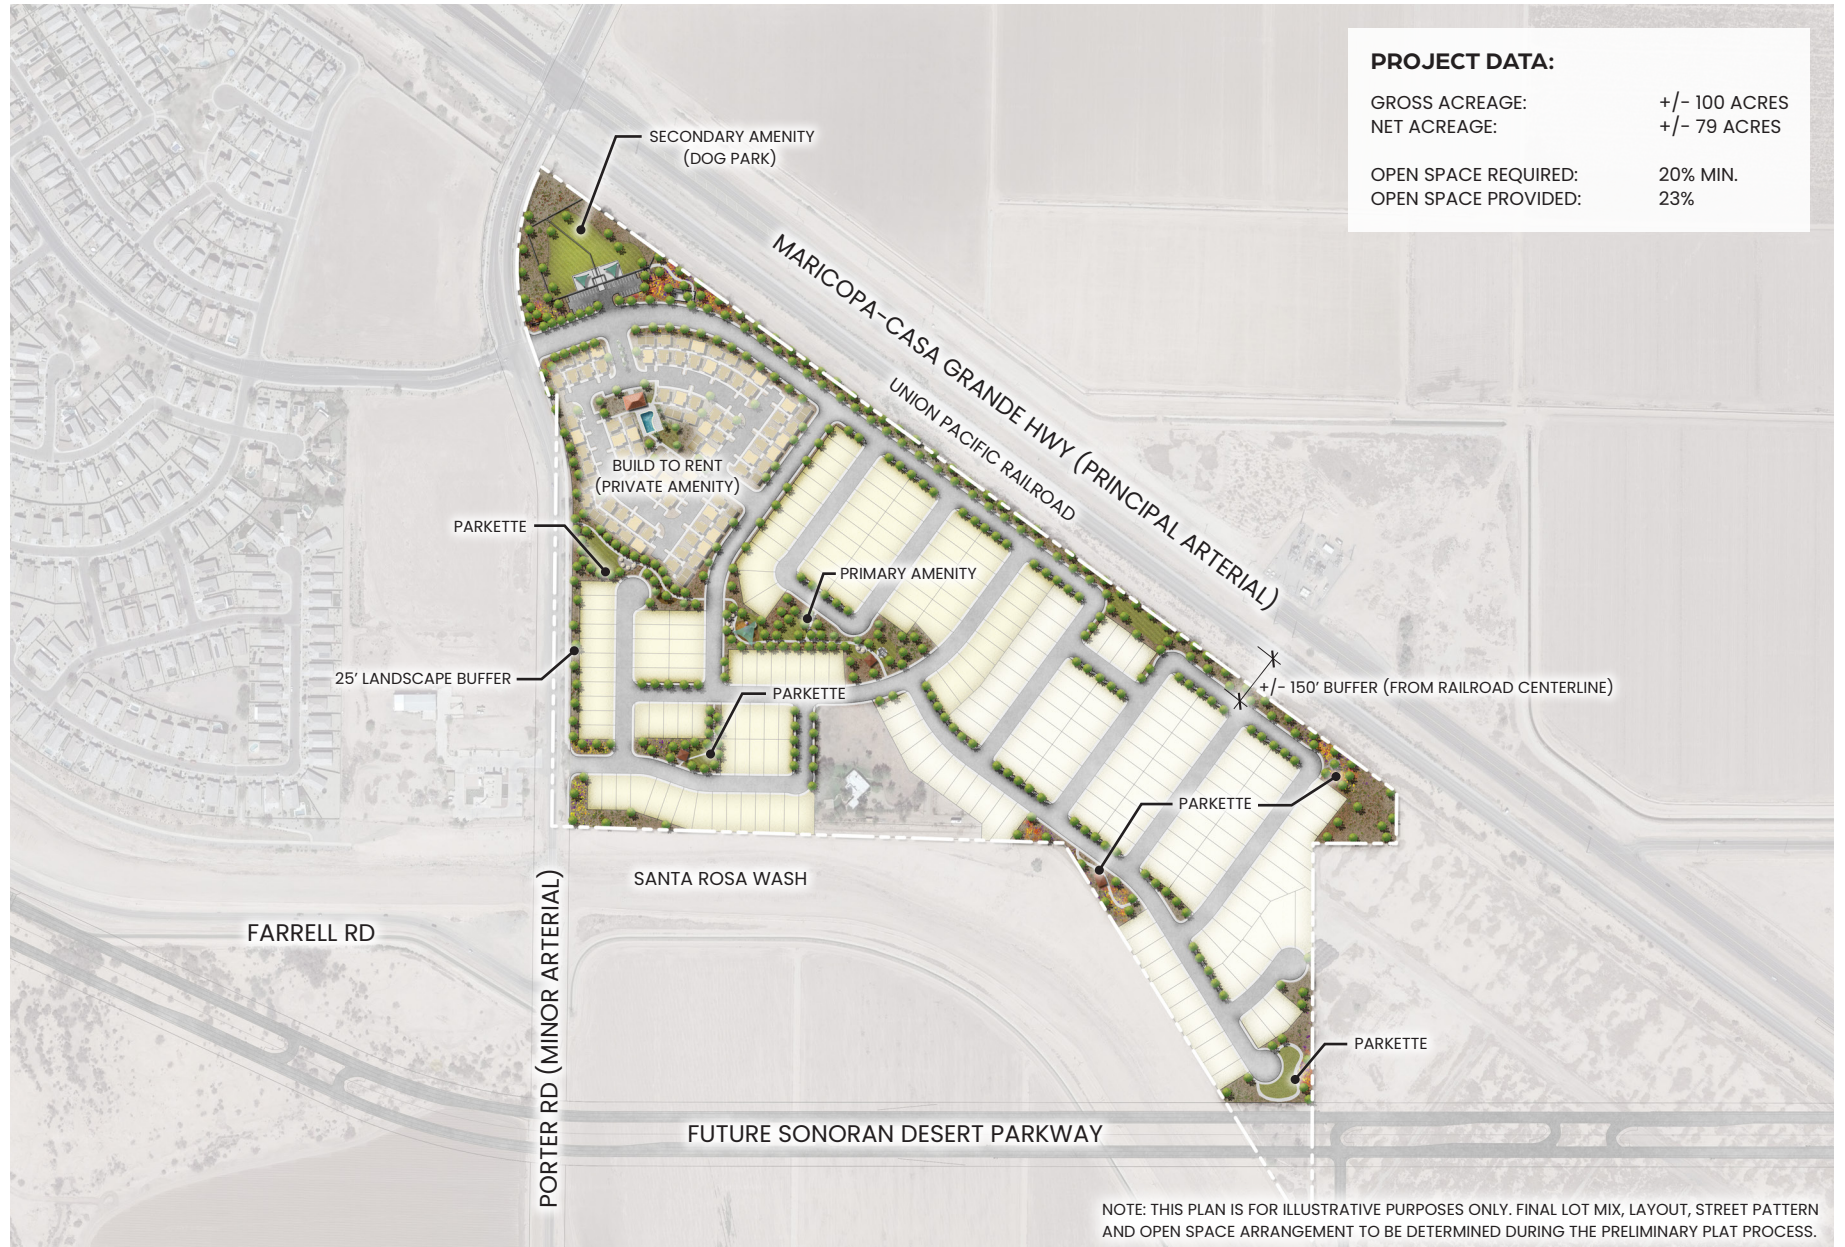 PROJECT DATA:
GROSS ACREAGE: +/- 100 ACRES
NET ACREAGE: +/- 79 ACRES
OPEN SPACE REQUIRED: 20% MIN.
OPEN SPACE PROVIDED: 23%
SECONDARY AMENITY
(DOG PARK)
MARICOPA-CASA GRANDE HWY (PRINCIPAL ARTERIAL)
UNION PACIFIC RAILROAD
BUILD TO RENT
(PRIVATE AMENITY)
PARKETTE
PRIMARY AMENITY
25' LANDSCAPE BUFFER
PARKETTE
+/- 150' BUFFER (FROM RAILROAD CENTERLINE)
PARKETTE
SANTA ROSA WASH
FARRELL RD
PORTER RD (MINOR ARTERIAL)
PARKETTE
FUTURE SONORAN DESERT PARKWAY
NOTE: THIS PLAN IS FOR ILLUSTRATIVE PURPOSES ONLY. FINAL LOT MIX, LAYOUT, STREET PATTERN
AND OPEN SPACE ARRANGEMENT TO BE DETERMINED DURING THE PRELIMINARY PLAT PROCESS.